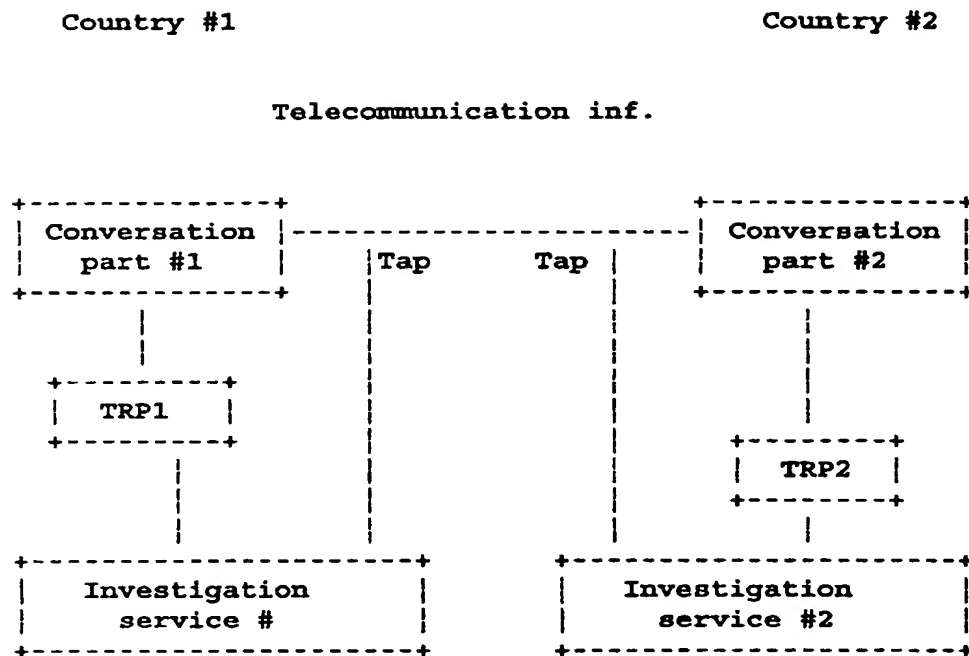 Country #1 Country #2
Telecommunication inf.
Conversation Conversation
part #1 Tap Tap part #2
TRP1
TRP2
Investigation Investigation
service # service #2